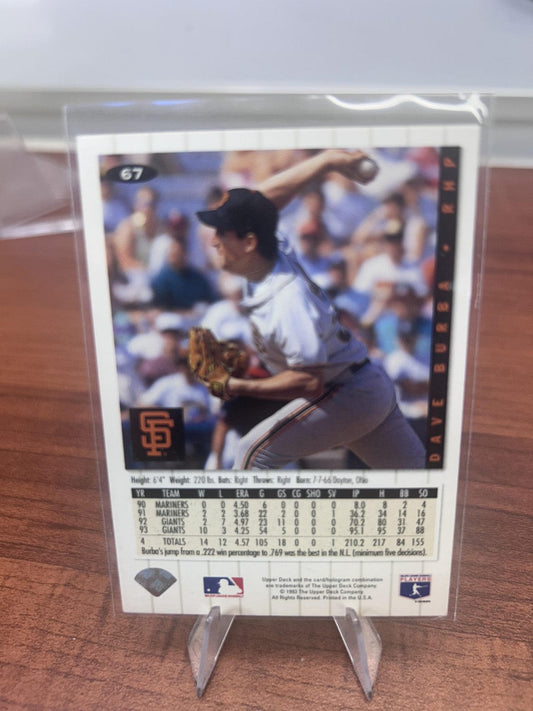 67
DAVE BURBA • RHP
SF
Height: 6'4" Weight: 220 lbs. Bats: Right Throws: Right Born: 7-7-66 Dayton, Ohio
YR TEAM W L ERA G GS CG SHO SV IP H BB SO
90 MARINERS 0 0 4.50 6 0 0 0 0 8.0 8 2 4
91 MARINERS 2 2 3.68 22 2 0 0 1 36.2 34 14 16
92 GIANTS 2 7 4.97 23 11 0 0 0 70.2 80 31 47
93 GIANTS 10 3 4.25 54 5 0 0 0 95.1 95 37 88
4 TOTALS 14 12 4.57 105 18 0 0 1 210.2 217 84 155
Burba's jump from a .222 win percentage to .769 was the best in the N.L. (minimum five decisions).
Upper Deck and the card/hologram combination
are trademarks of The Upper Deck Company.
© 1993 The Upper Deck Company.
All Rights Reserved. Printed in the U.S.A.
PLAYERS